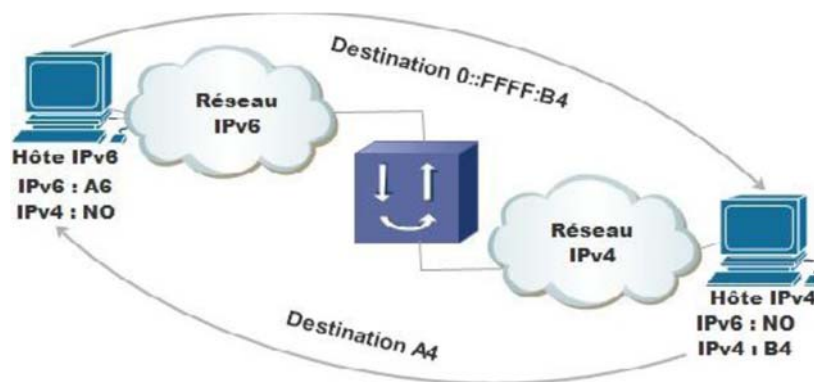 Destination 0::FFFF:B4
Réseau
IPv6
Hôte IPv6
IPv6 : A6
IPv4 : NO
Réseau
IPv4
Hôte IPv4
IPv6 : NO
IPv4 : B4
Destination A4